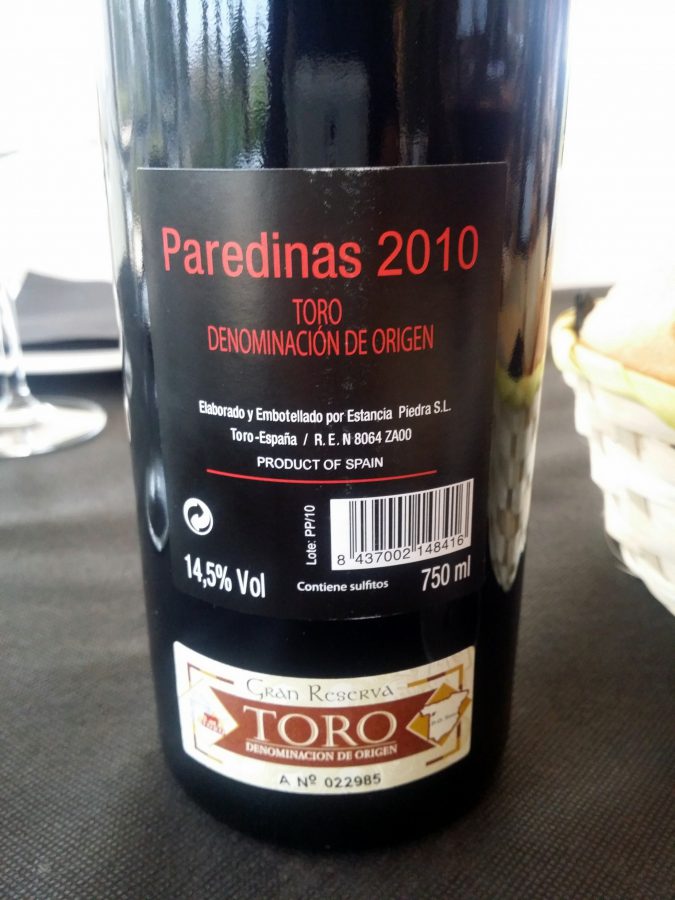 Paredinas 2010
TORO
DENOMINACIÓN DE ORIGEN
Elaborado y Embotellado por Estancia Piedra S.L.
Toro-España / R.E.N 8064 ZA00
PRODUCT OF SPAIN
Lote: PP/10
8 437002 148416
14,5% Vol
Contiene sulfitos
750 ml
GRAN RESERVA
TORO
DENOMINACION DE ORIGEN
A Nº 022985